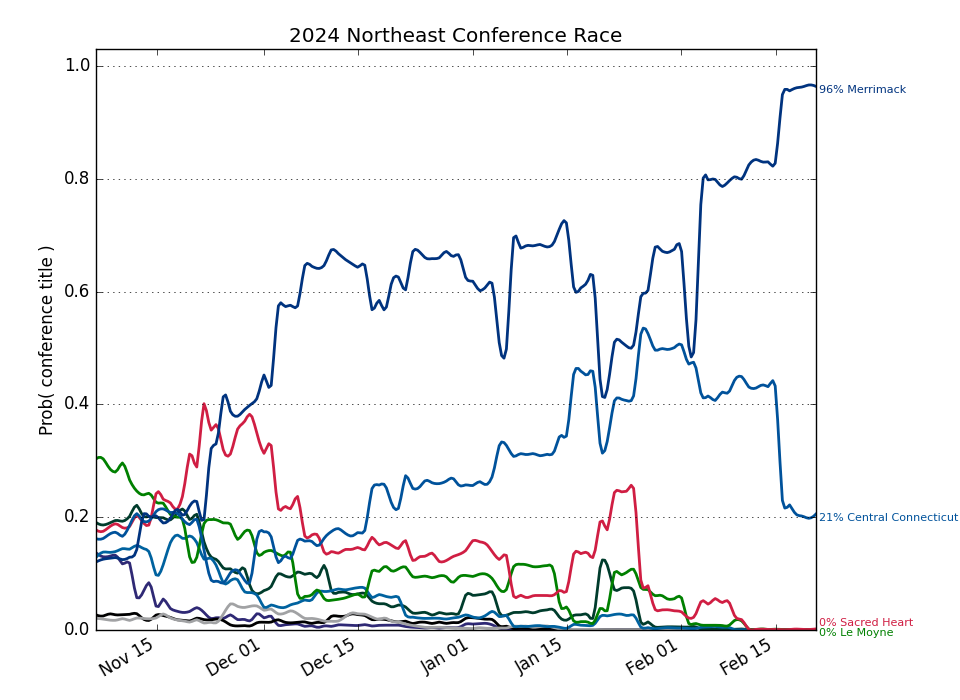 2024 Northeast Conference Race
Prob( conference title )
1.0
0.8
0.6
0.4
0.2
0.0
Nov 15
Dec 01
Dec 15
Jan 01
Jan 15
Feb 01
Feb 15
96% Merrimack
21% Central Connecticut
0% Sacred Heart
0% Le Moyne